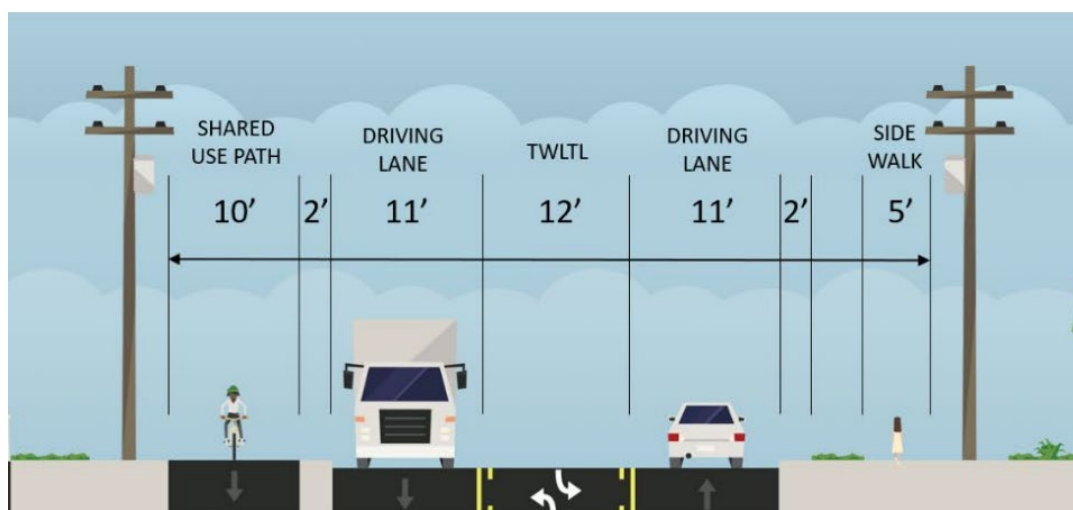 SHARED
USE PATH
DRIVING
LANE
TWLTL
DRIVING
LANE
SIDE
WALK
10’ 2’ 11’ 12’ 11’ 2’ 5’